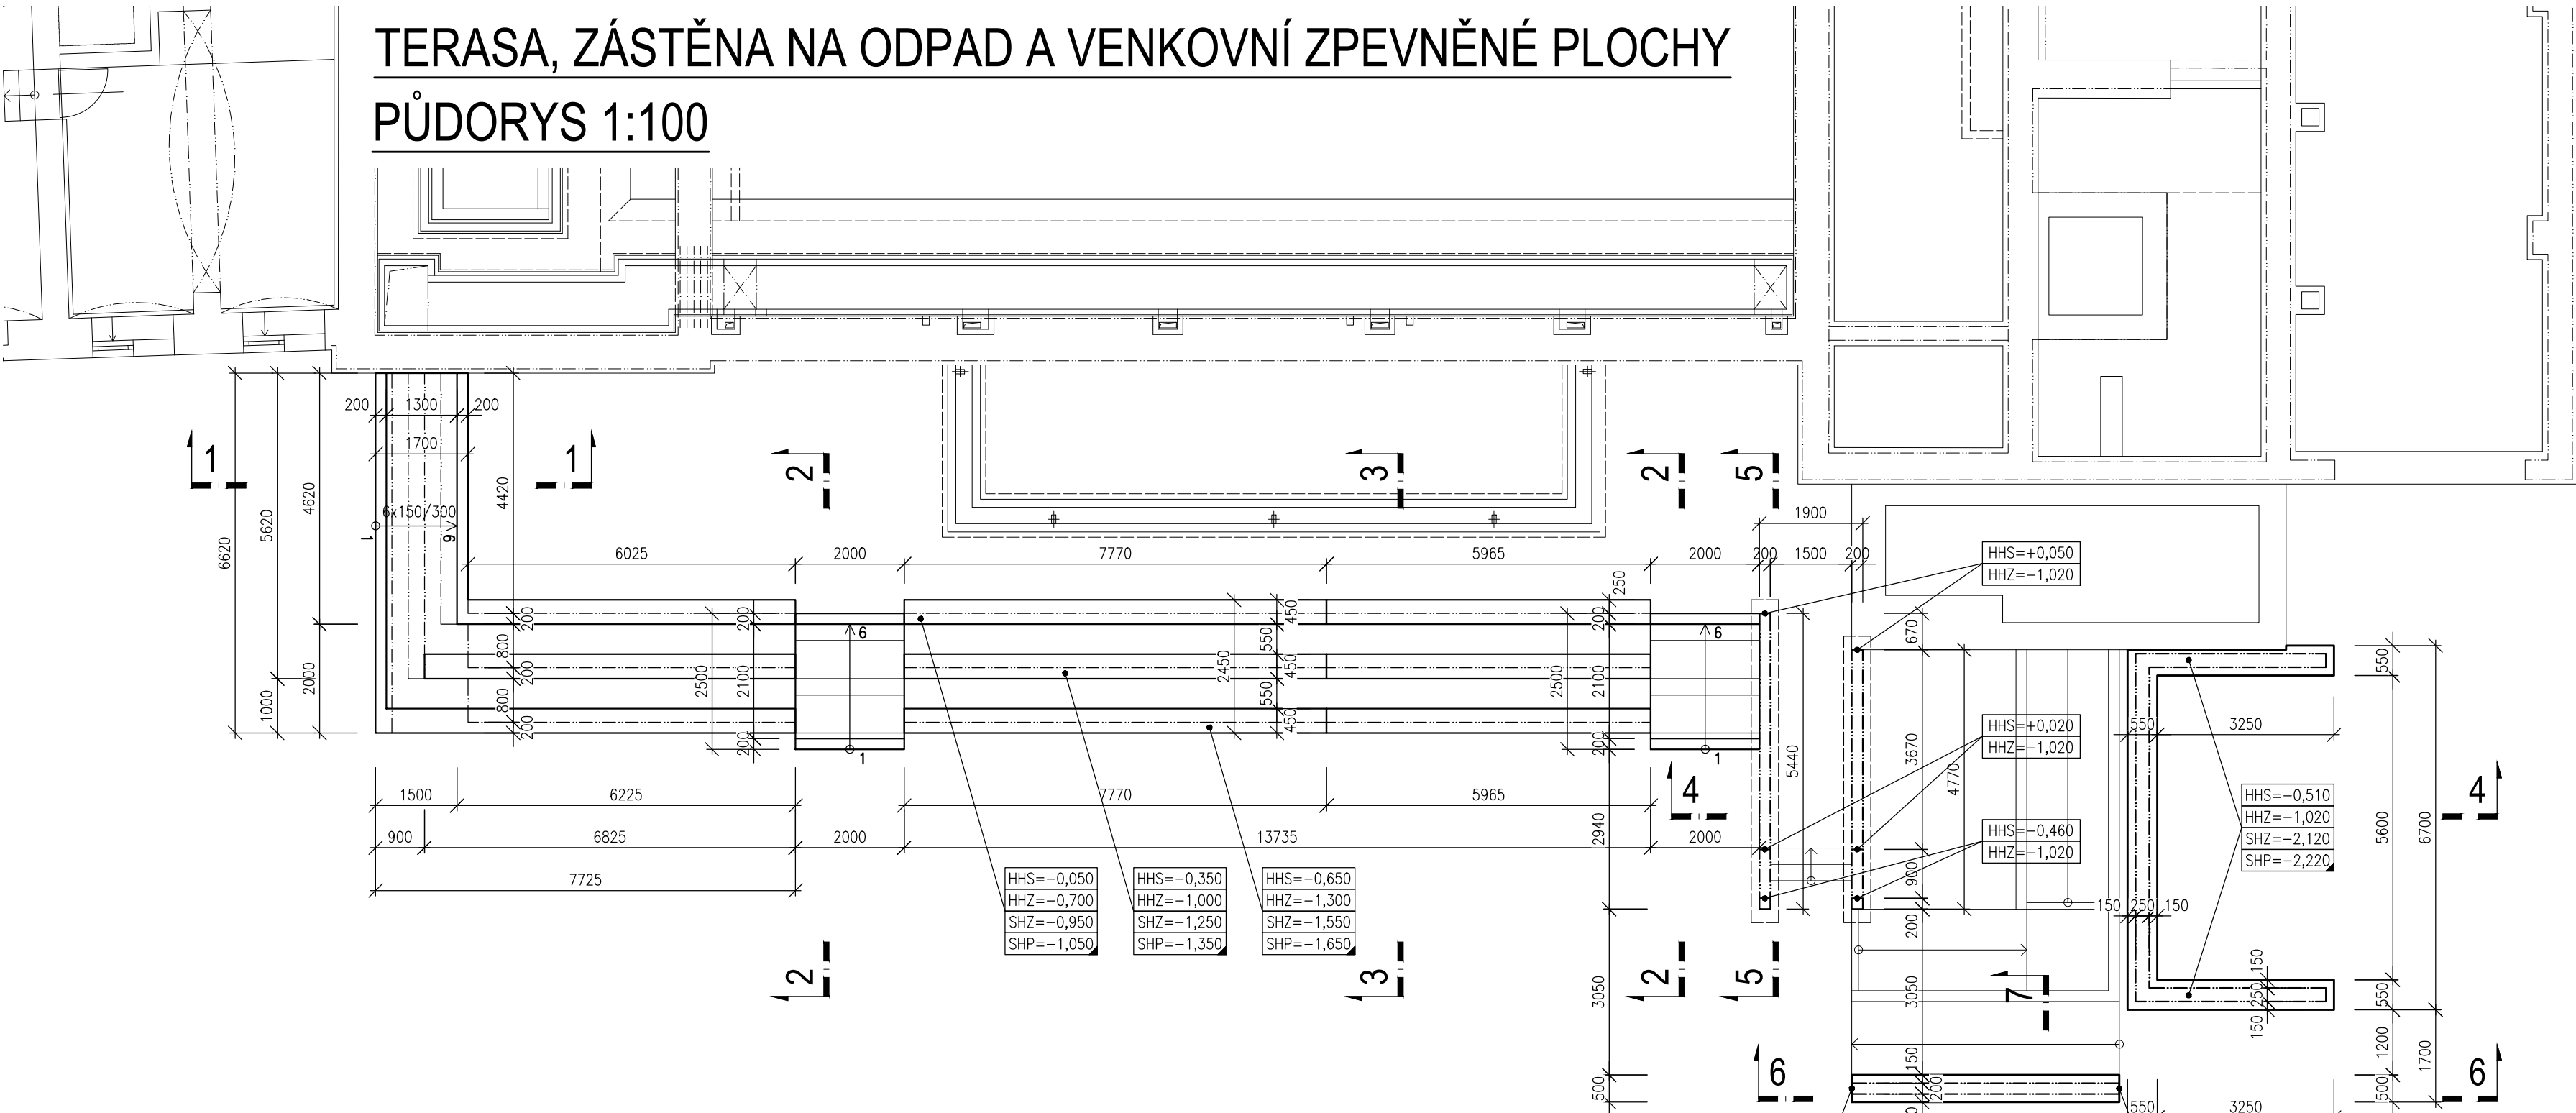 TERASA, ZÁSTĚNA NA ODPAD A VENKOVNÍ ZPEVNĚNÉ PLOCHY
PŮDORYS 1:100
200 1300 200
1700
1 1 2 3 2 5
4420
4620
5620
6620
6x150/300
1 6
1900
6025 2000 7770 5965 2000 200 1500 200
250
HHS=+0,050
HHZ=-1,020
200 800 200 800 200
2000
1000
2500 200 2100 200
6
1
2450
450 550 450 550 450
2500 200 2100 200
6
1
670
3670
4770
5440
900
550
550 3250
HHS=+0,020
HHZ=-1,020
HHS=-0,460
HHZ=-1,020
HHS=-0,510
HHZ=-1,020
SHZ=-2,120
SHP=-2,220
5600
6700
4 4
1500 6225 7770 5965
900 6825 2000 13735 2000
7725
2940
HHS=-0,050
HHZ=-0,700
SHZ=-0,950
SHP=-1,050
HHS=-0,350
HHZ=-1,000
SHZ=-1,250
SHP=-1,350
HHS=-0,650
HHZ=-1,300
SHZ=-1,550
SHP=-1,650
150 250 150
200
2 3 2 5 7
3050
3050
150
250
150
550
1200
1700
6 6
500
150
200
500
550 3250